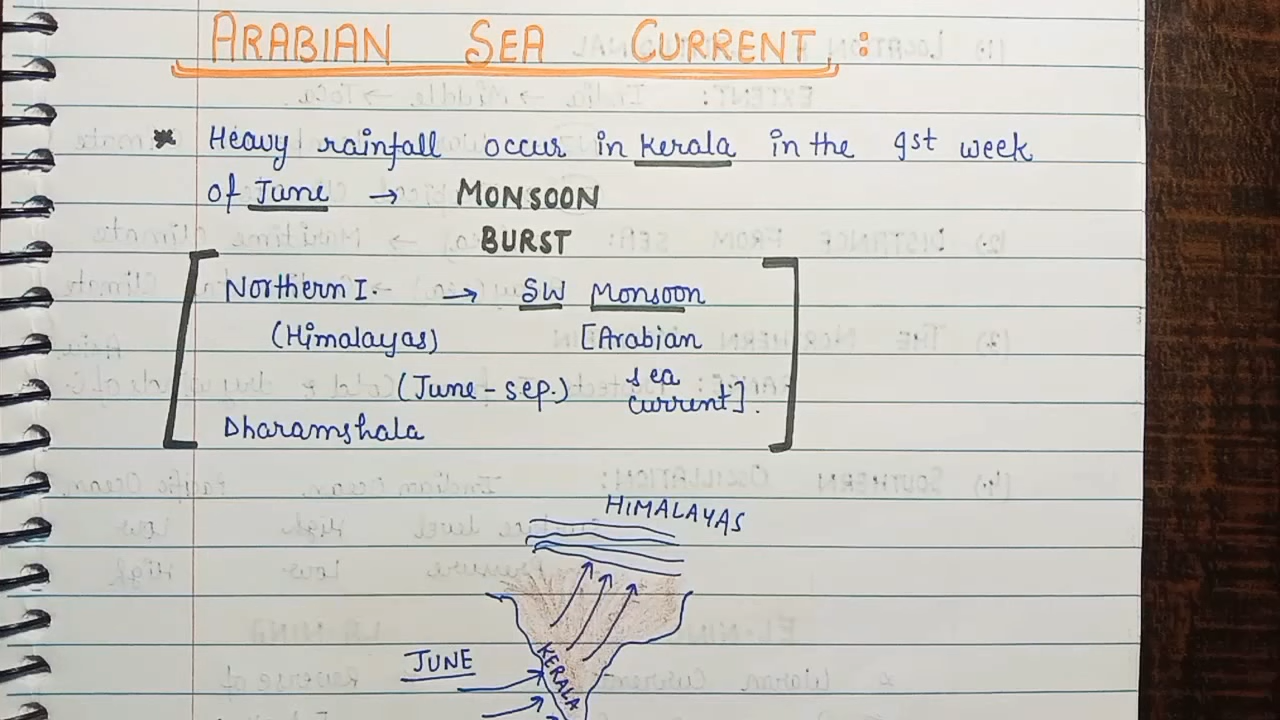 ARABIAN SEA CURRENT :
* Heavy rainfall occur in Kerala in the 1st week
of June → MONSOON
BURST
Northern I. → SW Monsoon
(Himalayas) [Arabian
(June - sep.) sea
current].
Dharamshala
HIMALAYAS
JUNE
KERALA